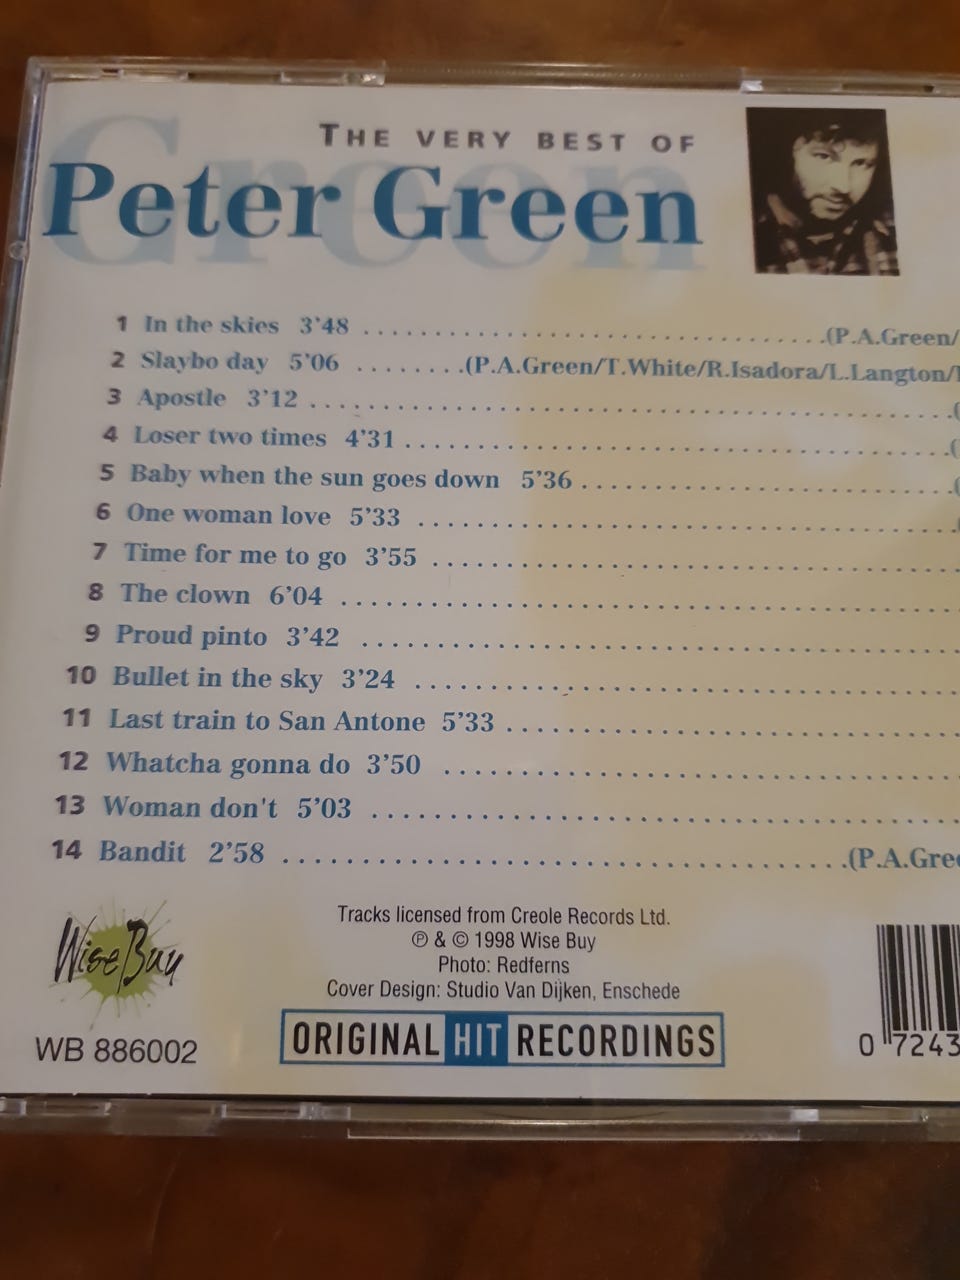 Green
THE VERY BEST OF
Peter Green
1 In the skies 3'48 ........................................(P.A.Green/
2 Slaybo day 5'06 ........(P.A.Green/T.White/R.Isadora/L.Langton/
3 Apostle 3'12 ........................................(
4 Loser two times 4'31 ........................................(
5 Baby when the sun goes down 5'36 ..............................(
6 One woman love 5'33 ........................................
7 Time for me to go 3'55 ........................................
8 The clown 6'04 ........................................
9 Proud pinto 3'42 ........................................
10 Bullet in the sky 3'24 ........................................
11 Last train to San Antone 5'33 ..............................
12 Whatcha gonna do 3'50 ........................................
13 Woman don't 5'03 ........................................
14 Bandit 2'58 ........................................(P.A.Gree
Tracks licensed from Creole Records Ltd.
℗ & © 1998 Wise Buy
Photo: Redferns
Cover Design: Studio Van Dijken, Enschede
Wise Buy
ORIGINAL HIT RECORDINGS
WB 886002
0 7243